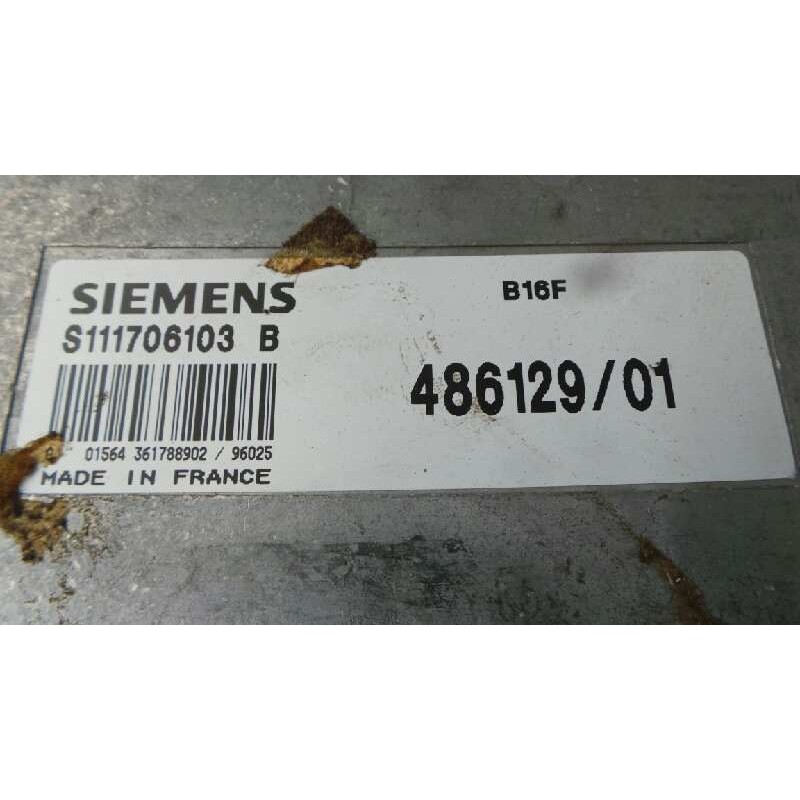 SIEMENS
B16F
S111706103 B
486129/01
01564 361788902 / 96025
MADE IN FRANCE